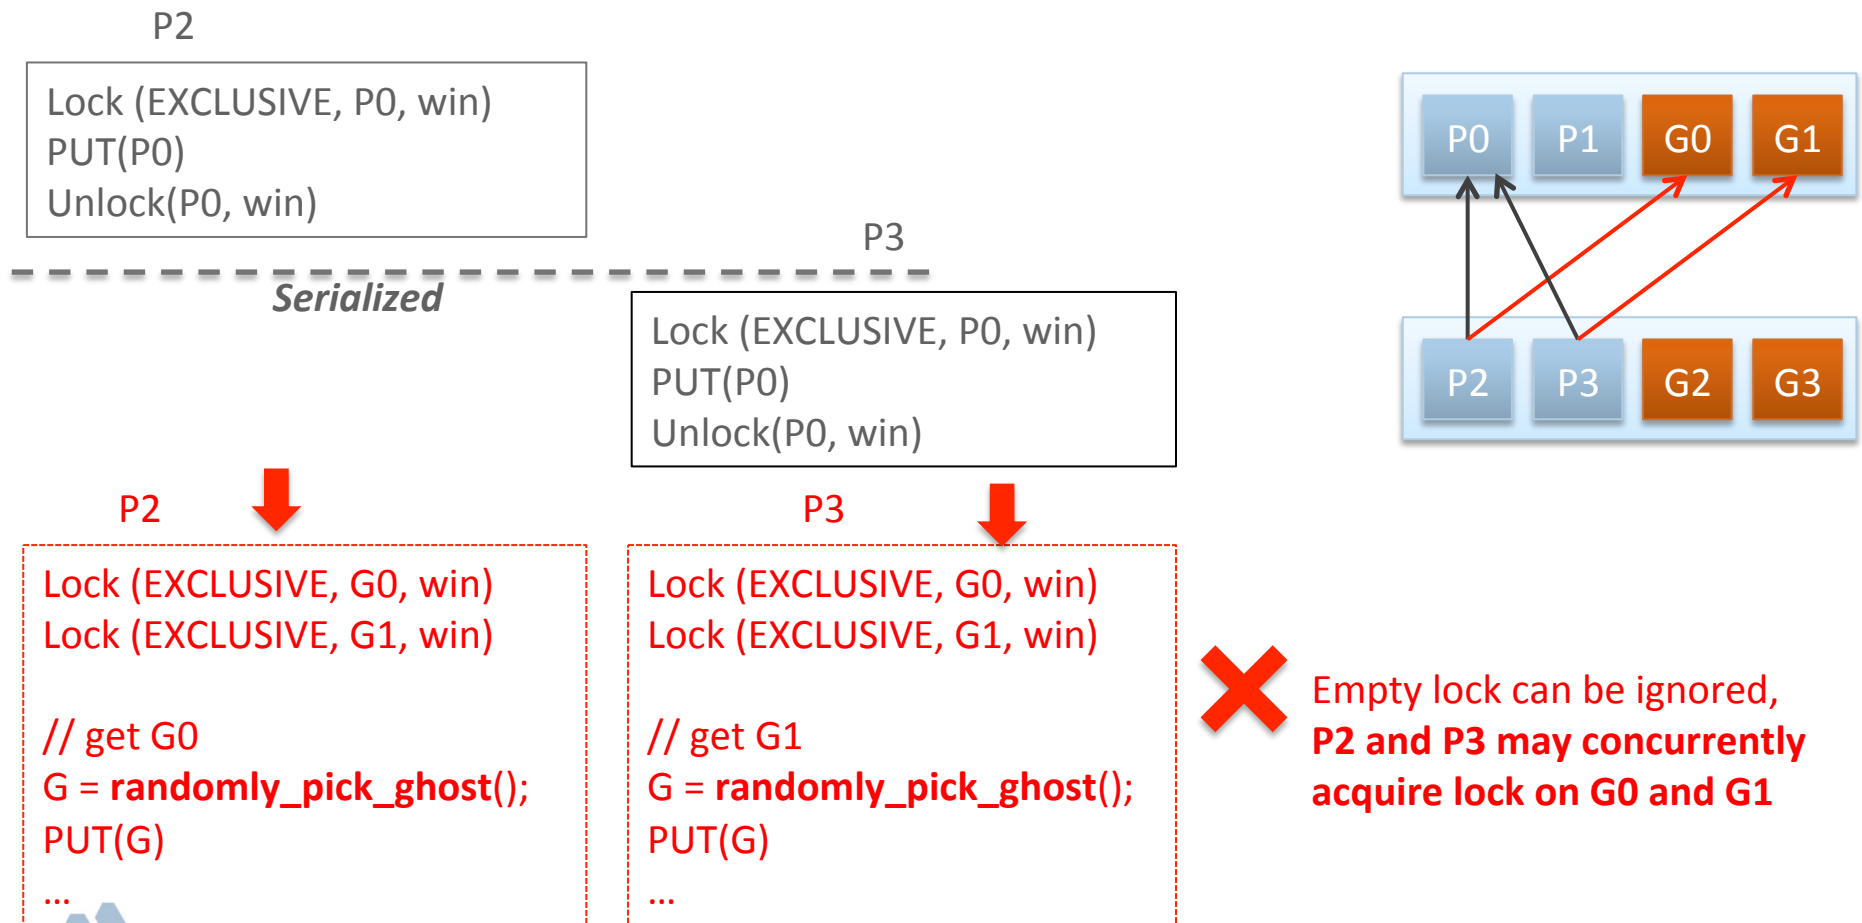 P2
Lock (EXCLUSIVE, P0, win)
PUT(P0)
Unlock(P0, win)
P3
Serialized
Lock (EXCLUSIVE, P0, win)
PUT(P0)
Unlock(P0, win)
P0 P1 G0 G1
P2 P3 G2 G3
P2
Lock (EXCLUSIVE, G0, win)
Lock (EXCLUSIVE, G1, win)
// get G0
G = randomly_pick_ghost();
PUT(G)
...
P3
Lock (EXCLUSIVE, G0, win)
Lock (EXCLUSIVE, G1, win)
// get G1
G = randomly_pick_ghost();
PUT(G)
...
Empty lock can be ignored,
P2 and P3 may concurrently
acquire lock on G0 and G1